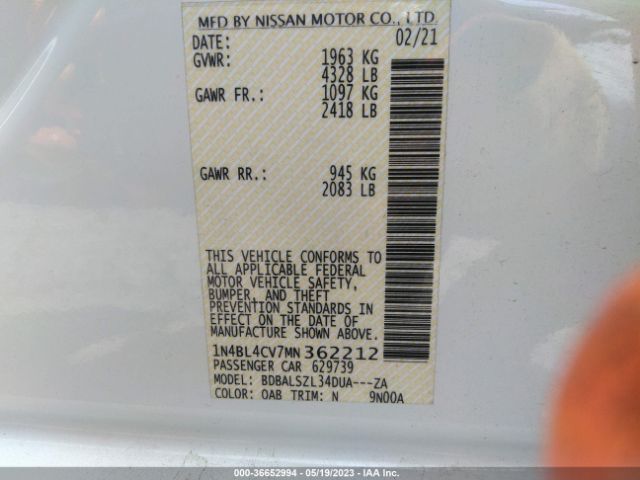 MFD BY NISSAN MOTOR CO., LTD.
DATE: 02/21
GVWR: 1963 KG
4328 LB
GAWR FR.: 1097 KG
2418 LB
GAWR RR.: 945 KG
2083 LB
THIS VEHICLE CONFORMS TO
ALL APPLICABLE FEDERAL
MOTOR VEHICLE SAFETY,
BUMPER, AND THEFT
PREVENTION STANDARDS IN
EFFECT ON THE DATE OF
MANUFACTURE SHOWN ABOVE.
1N4BL4CV7MN362212
PASSENGER CAR 629739
MODEL: BDBALSZL34DUA---ZA
COLOR: QAB TRIM: N 9N00A
000-36652994 - 05/19/2023 - IAA Inc.